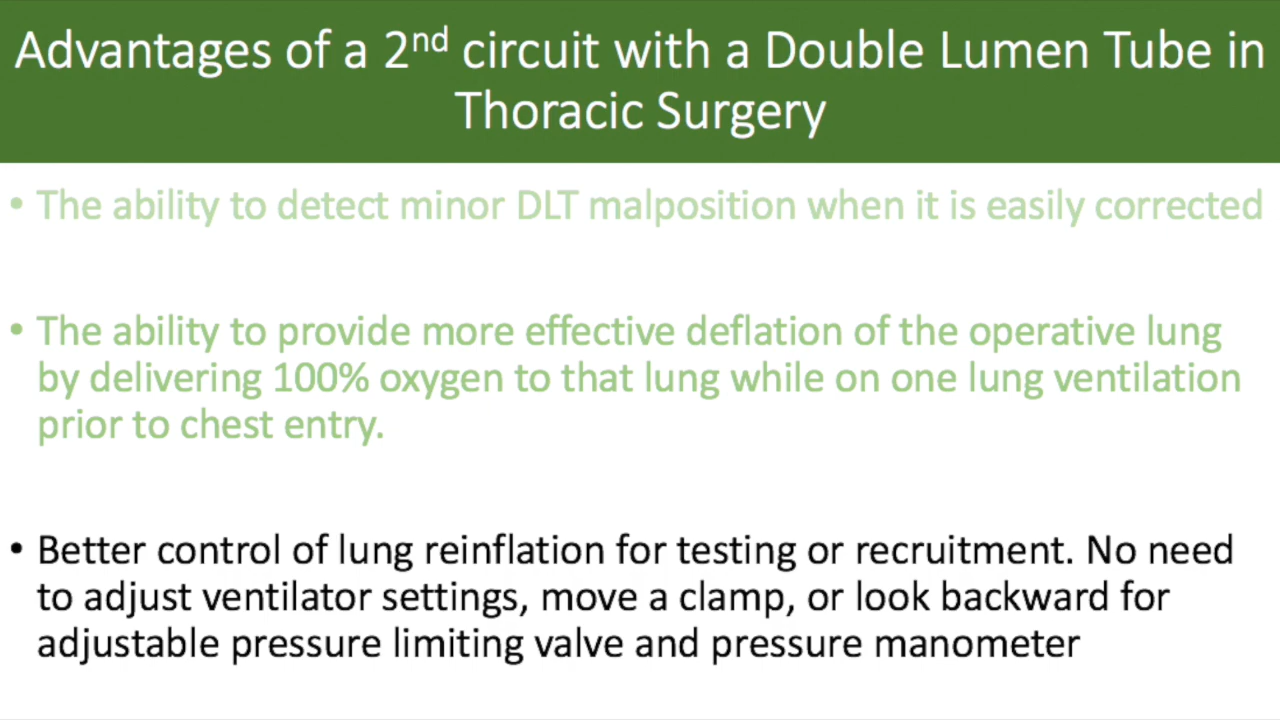 Advantages of a 2nd circuit with a Double Lumen Tube in
Thoracic Surgery
• The ability to detect minor DLT malposition when it is easily corrected
• The ability to provide more effective deflation of the operative lung
by delivering 100% oxygen to that lung while on one lung ventilation
prior to chest entry.
• Better control of lung reinflation for testing or recruitment. No need
to adjust ventilator settings, move a clamp, or look backward for
adjustable pressure limiting valve and pressure manometer